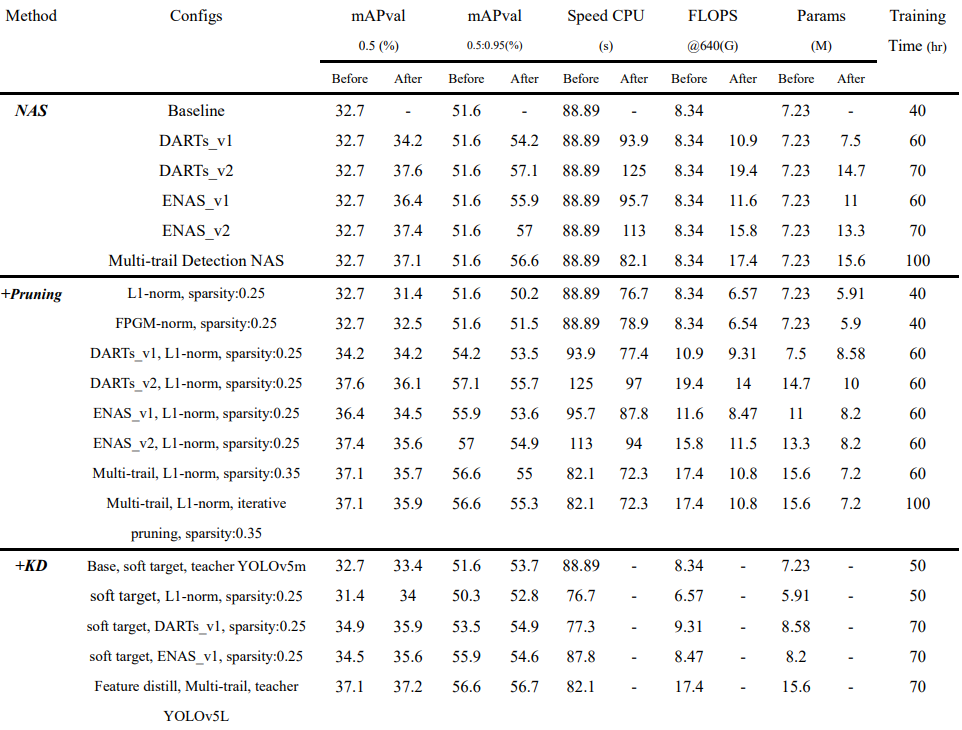 Method Configs mAPval mAPval Speed CPU FLOPS Params Training
0.5 (%) 0.5:0.95(%) (s) @640(G) (M) Time (hr)
Before After Before After Before After Before After Before After
NAS Baseline 32.7 - 51.6 - 88.89 - 8.34 7.23 - 40
DARTs_v1 32.7 34.2 51.6 54.2 88.89 93.9 8.34 10.9 7.23 7.5 60
DARTs_v2 32.7 37.6 51.6 57.1 88.89 125 8.34 19.4 7.23 14.7 70
ENAS_v1 32.7 36.4 51.6 55.9 88.89 95.7 8.34 11.6 7.23 11 60
ENAS_v2 32.7 37.4 51.6 57 88.89 113 8.34 15.8 7.23 13.3 70
Multi-trail Detection NAS 32.7 37.1 51.6 56.6 88.89 82.1 8.34 17.4 7.23 15.6 100
+Pruning L1-norm, sparsity:0.25 32.7 31.4 51.6 50.2 88.89 76.7 8.34 6.57 7.23 5.91 40
FPGM-norm, sparsity:0.25 32.7 32.5 51.6 51.5 88.89 78.9 8.34 6.54 7.23 5.9 40
DARTs_v1, L1-norm, sparsity:0.25 34.2 34.2 54.2 53.5 93.9 77.4 10.9 9.31 7.5 8.58 60
DARTs_v2, L1-norm, sparsity:0.25 37.6 36.1 57.1 55.7 125 97 19.4 14 14.7 10 60
ENAS_v1, L1-norm, sparsity:0.25 36.4 34.5 55.9 53.6 95.7 87.8 11.6 8.47 11 8.2 60
ENAS_v2, L1-norm, sparsity:0.25 37.4 35.6 57 54.9 113 94 15.8 11.5 13.3 8.2 60
Multi-trail, L1-norm, sparsity:0.35 37.1 35.7 56.6 55 82.1 72.3 17.4 10.8 15.6 7.2 60
Multi-trail, L1-norm, iterative 37.1 35.9 56.6 55.3 82.1 72.3 17.4 10.8 15.6 7.2 100
pruning, sparsity:0.35
+KD Base, soft target, teacher YOLOv5m 32.7 33.4 51.6 53.7 88.89 - 8.34 - 7.23 - 50
soft target, L1-norm, sparsity:0.25 31.4 34 50.3 52.8 76.7 - 6.57 - 5.91 - 50
soft target, DARTs_v1, sparsity:0.25 34.9 35.9 53.5 54.9 77.3 - 9.31 - 8.58 - 70
soft target, ENAS_v1, sparsity:0.25 34.5 35.6 55.9 54.6 87.8 - 8.47 - 8.2 - 70
Feature distill, Multi-trail, teacher 37.1 37.2 56.6 56.7 82.1 - 17.4 - 15.6 - 70
YOLOV5L